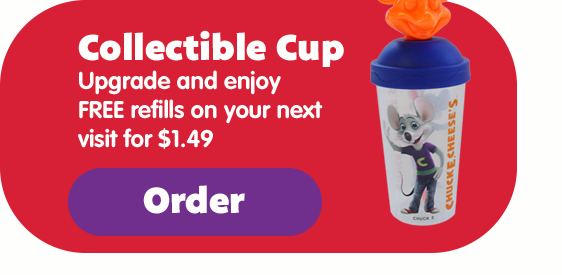 Collectible Cup
Upgrade and enjoy
FREE refills on your next
visit for $1.49
Order
CHUCK E. CHEESE'S
CHUCK E.
C